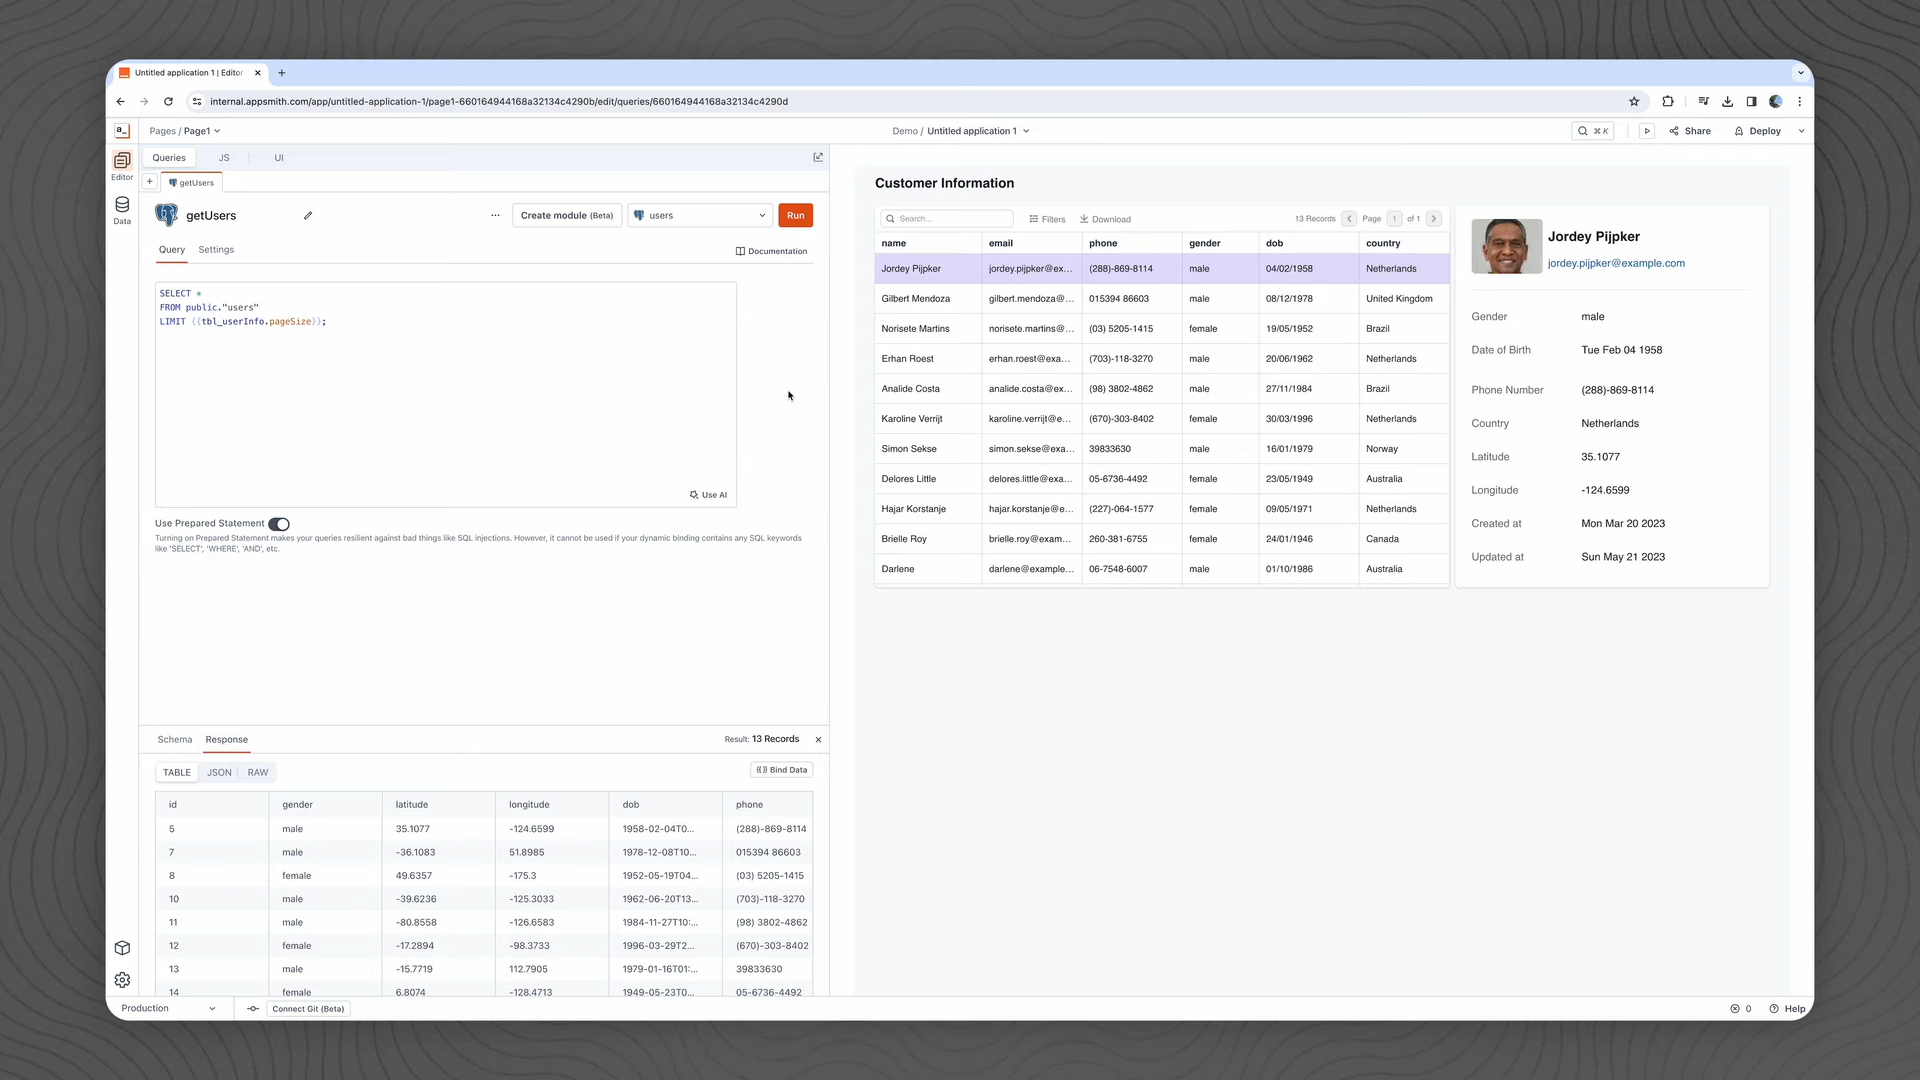 Untitled application 1 | Editor
internal.appsmith.com/app/untitled-application-1/page1-660164944168a32134c4290b/edit/queries/660164944168a32134c4290d
a_
Pages / Page1
Demo / Untitled application 1
⌘ K
Share
Deploy
Editor
Data
Queries JS UI
getUsers
getUsers
Create module (Beta)
users
Run
Query Settings
Documentation
SELECT *
FROM public."users"
LIMIT {{tbl_userInfo.pageSize}};
Use AI
Use Prepared Statement
Turning on Prepared Statement makes your queries resilient against bad things like SQL injections. However, it cannot be used if your dynamic binding contains any SQL keywords
like 'SELECT', 'WHERE', 'AND', etc.
Schema Response
Result: 13 Records
TABLE JSON RAW
{{}} Bind Data
id gender latitude longitude dob phone
5 male 35.1077 -124.6599 1958-02-04T0... (288)-869-8114
7 male -36.1083 51.8985 1978-12-08T10... 015394 86603
8 female 49.6357 -175.3 1952-05-19T04... (03) 5205-1415
10 male -39.6236 -125.3033 1962-06-20T13... (703)-118-3270
11 male -80.8558 -126.6583 1984-11-27T10:... (98) 3802-4862
12 female -17.2894 -98.3733 1996-03-29T2... (670)-303-8402
13 male -15.7719 112.7905 1979-01-16T01:... 39833630
14 female 6.8074 -128.4713 1949-05-23T0... 05-6736-4492
Customer Information
Search...
Filters
Download
13 Records
Page 1 of 1
name email phone gender dob country
Jordey Pijpker jordey.pijpker@ex... (288)-869-8114 male 04/02/1958 Netherlands
Gilbert Mendoza gilbert.mendoza@... 015394 86603 male 08/12/1978 United Kingdom
Norisete Martins norisete.martins@... (03) 5205-1415 female 19/05/1952 Brazil
Erhan Roest erhan.roest@exa... (703)-118-3270 male 20/06/1962 Netherlands
Analide Costa analide.costa@ex... (98) 3802-4862 male 27/11/1984 Brazil
Karoline Verrijt karoline.verrijt@e... (670)-303-8402 female 30/03/1996 Netherlands
Simon Sekse simon.sekse@exa... 39833630 male 16/01/1979 Norway
Delores Little delores.little@exa... 05-6736-4492 female 23/05/1949 Australia
Hajar Korstanje hajar.korstanje@e... (227)-064-1577 female 09/05/1971 Netherlands
Brielle Roy brielle.roy@exam... 260-381-6755 female 24/01/1946 Canada
Darlene darlene@example... 06-7548-6007 male 01/10/1986 Australia
Jordey Pijpker
jordey.pijpker@example.com
Gender male
Date of Birth Tue Feb 04 1958
Phone Number (288)-869-8114
Country Netherlands
Latitude 35.1077
Longitude -124.6599
Created at Mon Mar 20 2023
Updated at Sun May 21 2023
Production
Connect Git (Beta)
0
Help